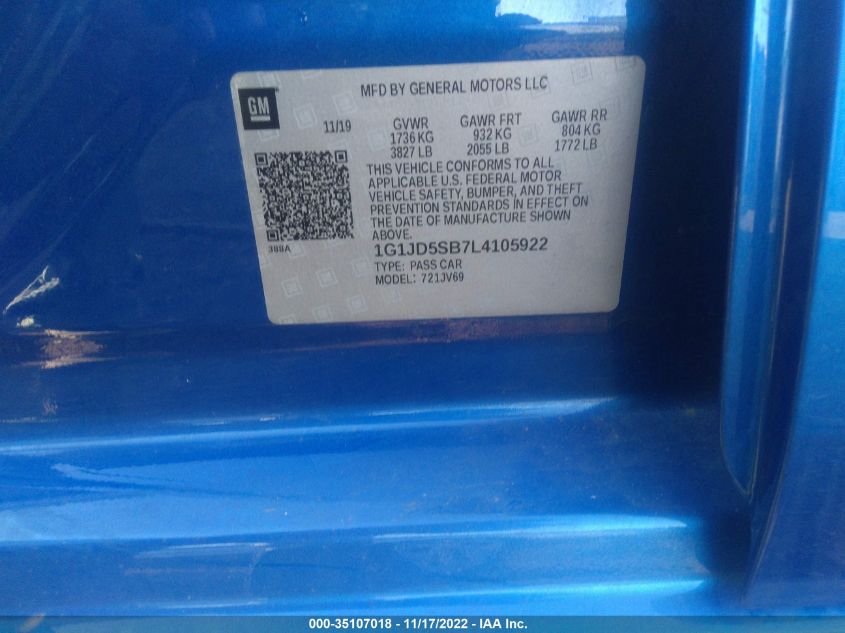 GM
MFD BY GENERAL MOTORS LLC
11/19 GVWR GAWR FRT GAWR RR
1736 KG 932 KG 804 KG
3827 LB 2055 LB 1772 LB
THIS VEHICLE CONFORMS TO ALL
APPLICABLE U.S. FEDERAL MOTOR
VEHICLE SAFETY, BUMPER, AND THEFT
PREVENTION STANDARDS IN EFFECT ON
THE DATE OF MANUFACTURE SHOWN
ABOVE.
388A
1G1JD5SB7L4105922
TYPE: PASS CAR
MODEL: 721JV69
000-35107018 - 11/17/2022 - IAA Inc.